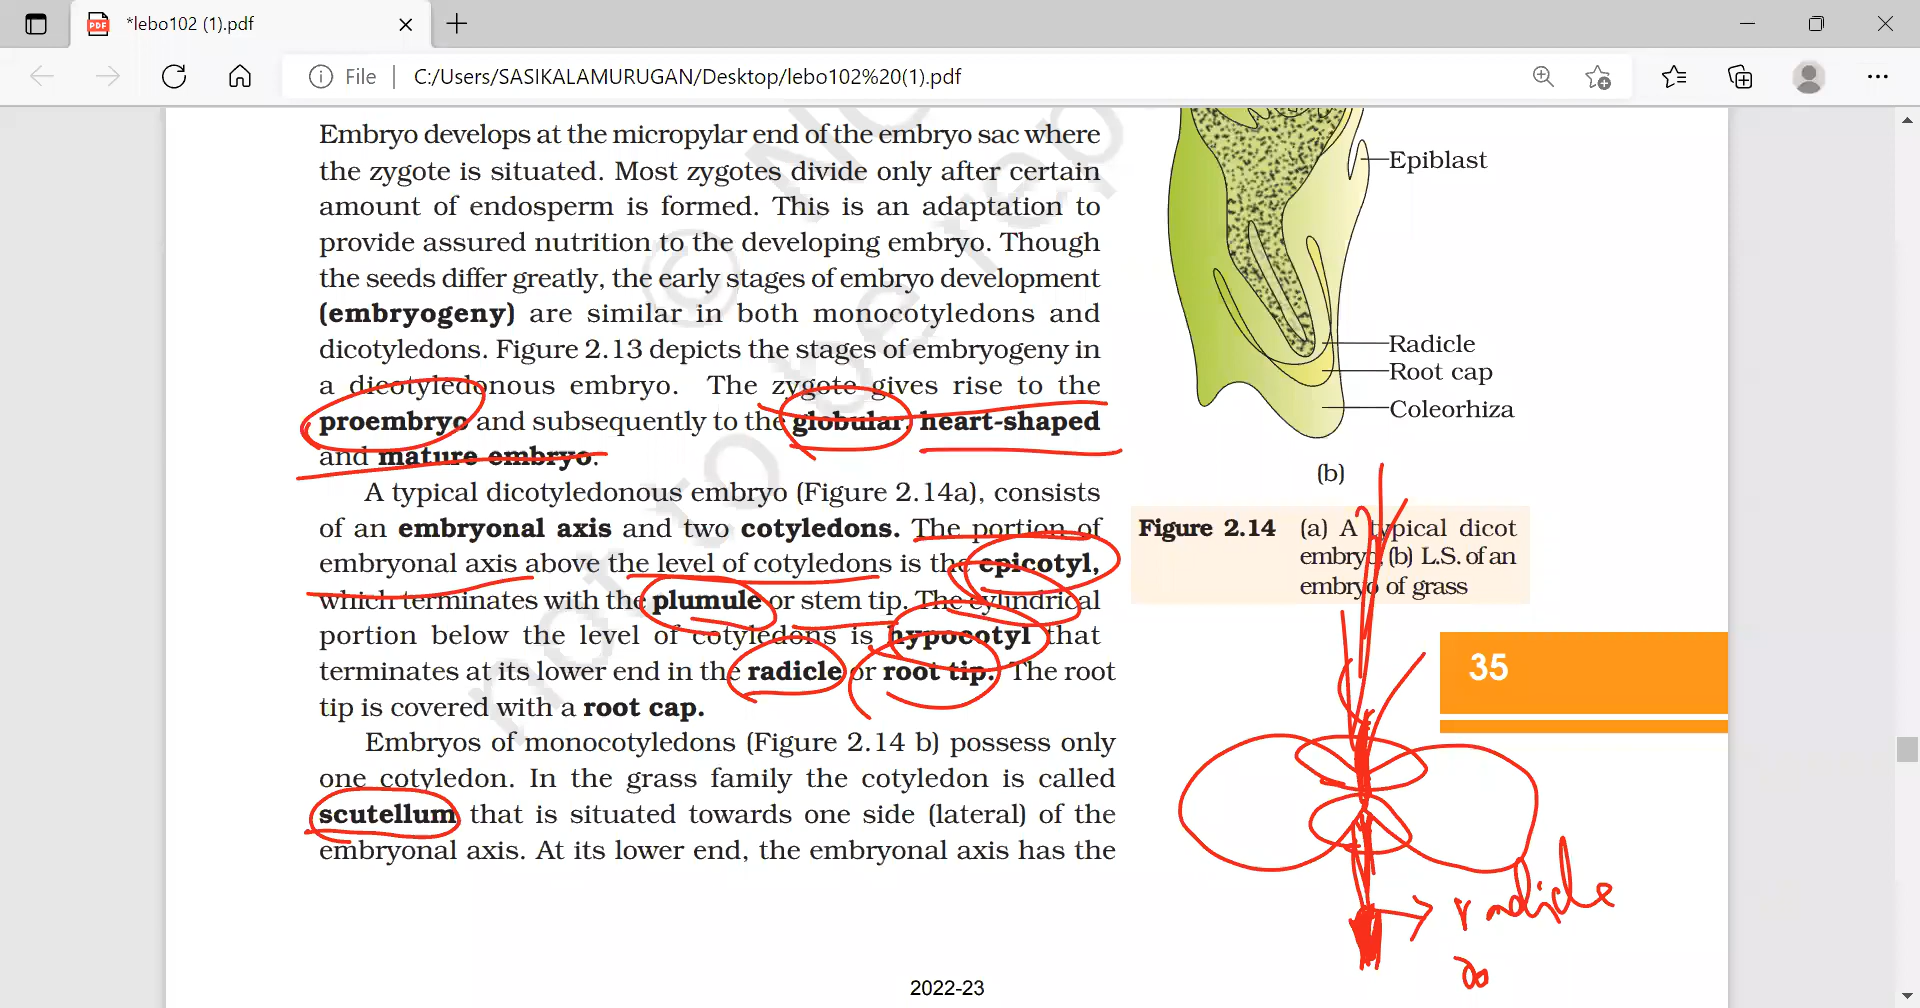 *lebo102 (1).pdf
File
C:/Users/SASIKALAMURUGAN/Desktop/lebo102%20(1).pdf
Embryo develops at the micropylar end of the embryo sac where
the zygote is situated. Most zygotes divide only after certain
amount of endosperm is formed. This is an adaptation to
provide assured nutrition to the developing embryo. Though
the seeds differ greatly, the early stages of embryo development
(embryogeny) are similar in both monocotyledons and
dicotyledons. Figure 2.13 depicts the stages of embryogeny in
a dicotyledonous embryo. The zygote gives rise to the
proembryo and subsequently to the globular, heart-shaped
and mature embryo.
A typical dicotyledonous embryo (Figure 2.14a), consists
of an embryonal axis and two cotyledons. The portion of
embryonal axis above the level of cotyledons is the epicotyl,
which terminates with the plumule or stem tip. The cylindrical
portion below the level of cotyledons is hypocotyl that
terminates at its lower end in the radicle or root tip. The root
tip is covered with a root cap.
Embryos of monocotyledons (Figure 2.14 b) possess only
one cotyledon. In the grass family the cotyledon is called
scutellum that is situated towards one side (lateral) of the
embryonal axis. At its lower end, the embryonal axis has the
Epiblast
Radicle
Root cap
Coleorhiza
(b)
Figure 2.14 (a) A typical dicot
embryo; (b) L.S. of an
embryo of grass
35
radicle
2022-23